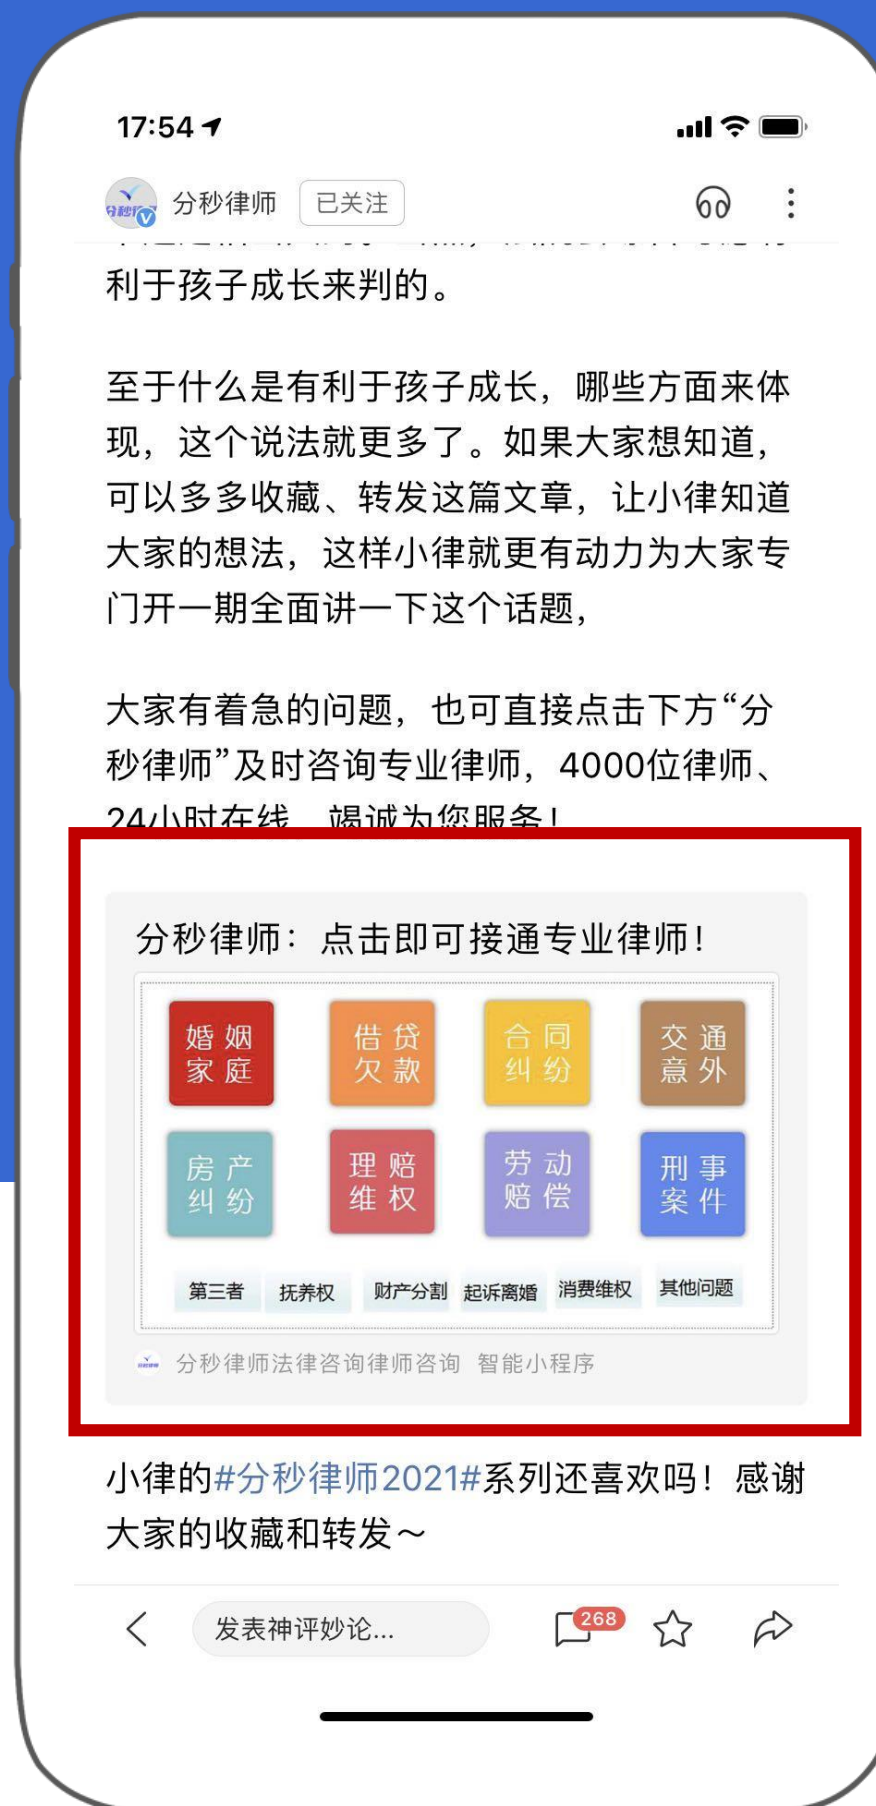 17:54
分秒律师 已关注
利于孩子成长来判的。
至于什么是有利于孩子成长，哪些方面来体
现，这个说法就更多了。如果大家想知道，
可以多多收藏、转发这篇文章，让小律知道
大家的想法，这样小律就更有动力为大家专
门开一期全面讲一下这个话题，
大家有着急的问题，也可直接点击下方“分
秒律师”及时咨询专业律师，4000位律师、
24小时在线，竭诚为您服务！
分秒律师：点击即可接通专业律师！
婚姻 借贷 合同 交通
家庭 欠款 纠纷 意外
房产 理赔 劳动 刑事
纠纷 维权 赔偿 案件
第三者 抚养权 财产分割 起诉离婚 消费维权 其他问题
分秒律师法律咨询律师咨询 智能小程序
小律的#分秒律师2021#系列还喜欢吗！感谢
大家的收藏和转发～
发表神评妙论... 268